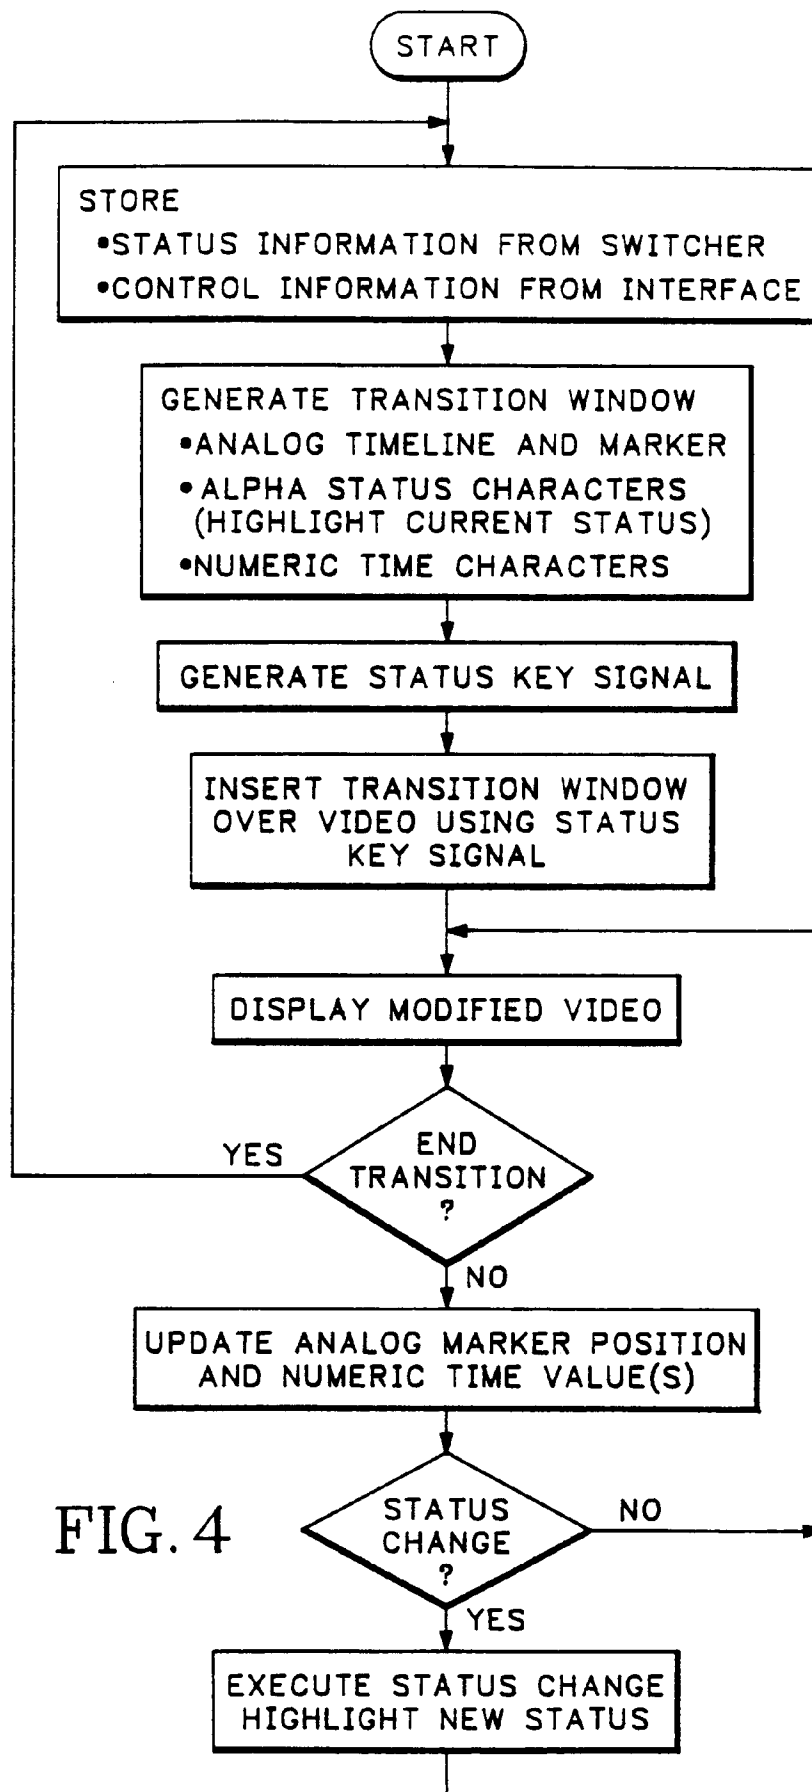 START
STORE
•STATUS INFORMATION FROM SWITCHER
•CONTROL INFORMATION FROM INTERFACE
GENERATE TRANSITION WINDOW
•ANALOG TIMELINE AND MARKER
•ALPHA STATUS CHARACTERS
(HIGHLIGHT CURRENT STATUS)
•NUMERIC TIME CHARACTERS
GENERATE STATUS KEY SIGNAL
INSERT TRANSITION WINDOW
OVER VIDEO USING STATUS
KEY SIGNAL
DISPLAY MODIFIED VIDEO
YES
END
TRANSITION
?
NO
UPDATE ANALOG MARKER POSITION
AND NUMERIC TIME VALUE(S)
FIG. 4
STATUS
CHANGE
?
NO
YES
EXECUTE STATUS CHANGE
HIGHLIGHT NEW STATUS